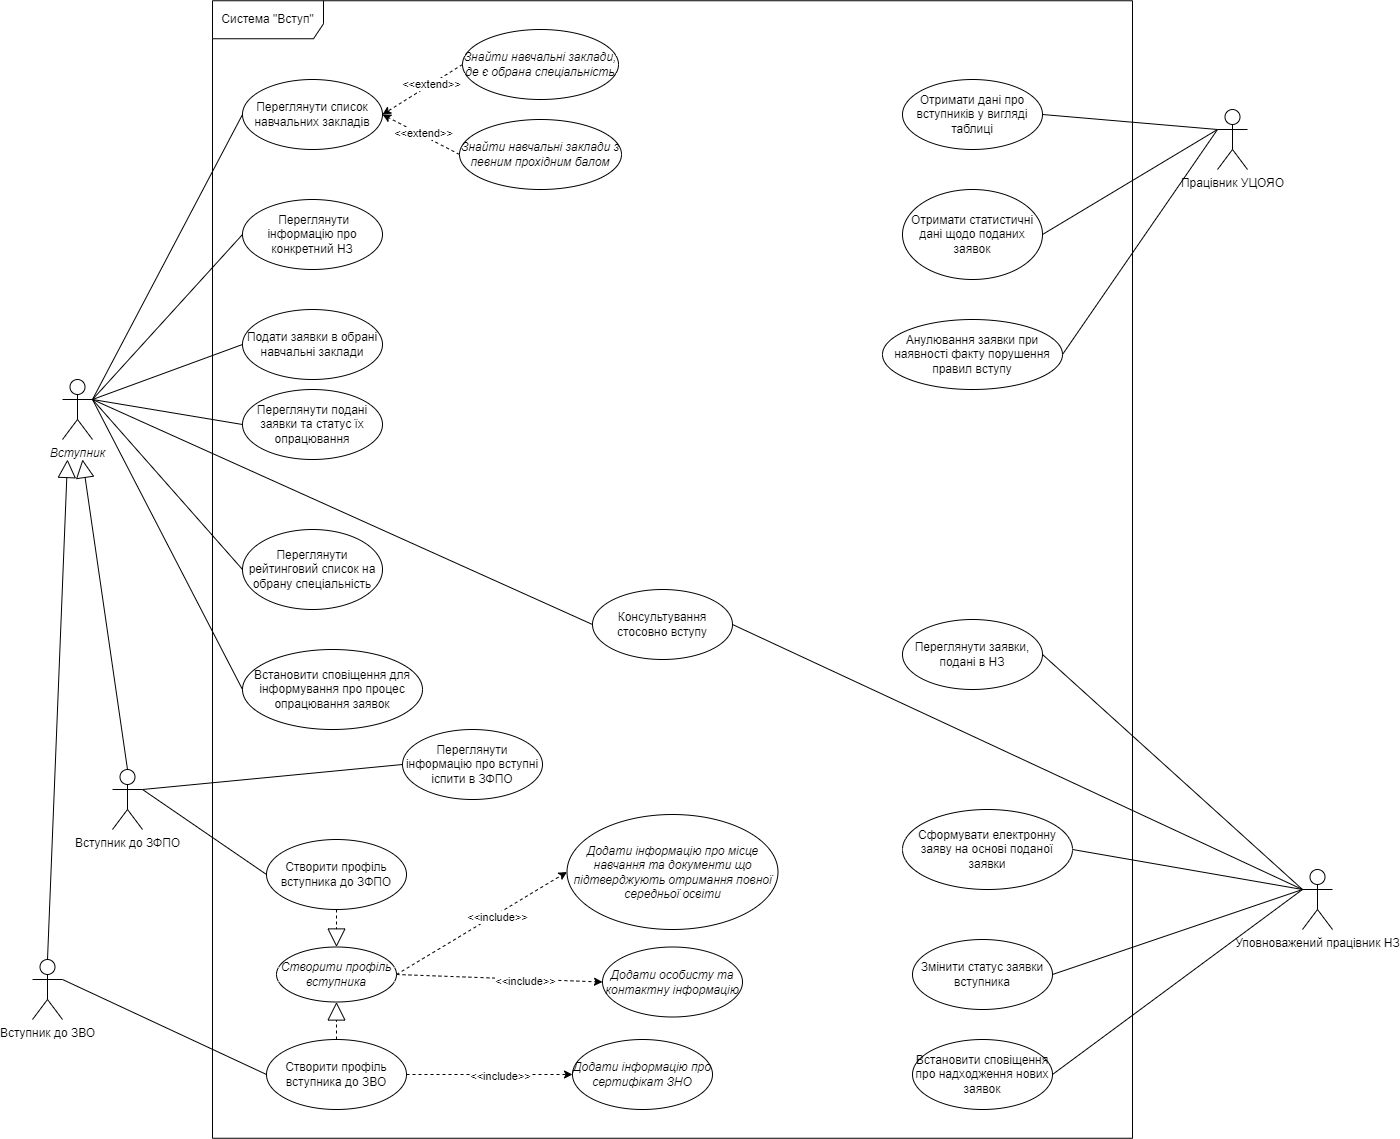 Система "Вступ"
Знайти навчальні заклади,
де є обрана спеціальність
<<extend>>
Переглянути список
навчальних закладів
<<extend>>
Знайти навчальні заклади з
певним прохідним балом
Отримати дані про
вступників у вигляді
таблиці
Працівник УЦОЯО
Переглянути
інформацію про
конкретний НЗ
Отримати статистичні
дані щодо поданих
заявок
Подати заявки в обрані
навчальні заклади
Анулювання заявки при
наявності факту порушення
правил вступу
Переглянути подані
заявки та статус їх
опрацювання
Вступник
Переглянути
рейтинговий список на
обрану спеціальність
Консультування
стосовно вступу
Переглянути заявки,
подані в НЗ
Встановити сповіщення для
інформування про процес
опрацювання заявок
Переглянути
інформацію про вступні
іспити в ЗФПО
Вступник до ЗФПО
Створити профіль
вступника до ЗФПО
Додати інформацію про місце
навчання та документи що
підтверджують отримання повної
середньої освіти
Сформувати електронну
заяву на основі поданої
заявки
<<include>>
Уповноважений працівник НЗ
Створити профіль
вступника
<<include>>
Додати особисту та
контактну інформацію
Змінити статус заявки
вступника
Вступник до ЗВО
Створити профіль
вступника до ЗВО
<<include>>
Додати інформацію про
сертифікат ЗНО
Встановити сповіщення
про надходження нових
заявок